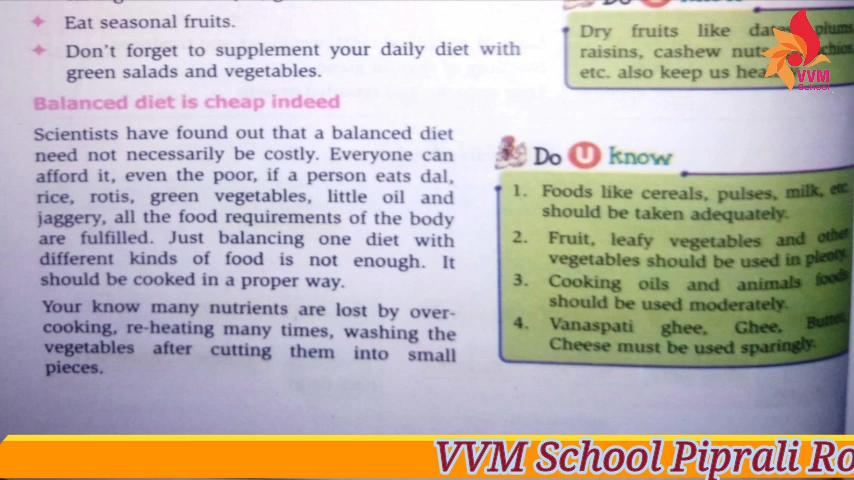 Eat seasonal fruits.
Don't forget to supplement your daily diet with
green salads and vegetables.
Balanced diet is cheap indeed
Scientists have found out that a balanced diet
need not necessarily be costly. Everyone can
afford it, even the poor, if a person eats dal,
rice, rotis, green vegetables, little oil and
jaggery, all the food requirements of the body
are fulfilled. Just balancing one diet with
different kinds of food is not enough. It
should be cooked in a proper way.
Your know many nutrients are lost by over-
cooking, re-heating many times, washing the
vegetables after cutting them into small
pieces.
Dry fruits like plums
raisins, cashew
etc. also keep us
VVM
School
Do U know
1. Foods like cereals, pulses, milk, etc.
should be taken adequately.
2. Fruit, leafy vegetables and other
vegetables should be used in plenty.
3. Cooking oils and animals foods
should be used moderately.
4. Vanaspati ghee, Ghee, Butter,
Cheese must be used sparingly.
VVM School Piprali Ro